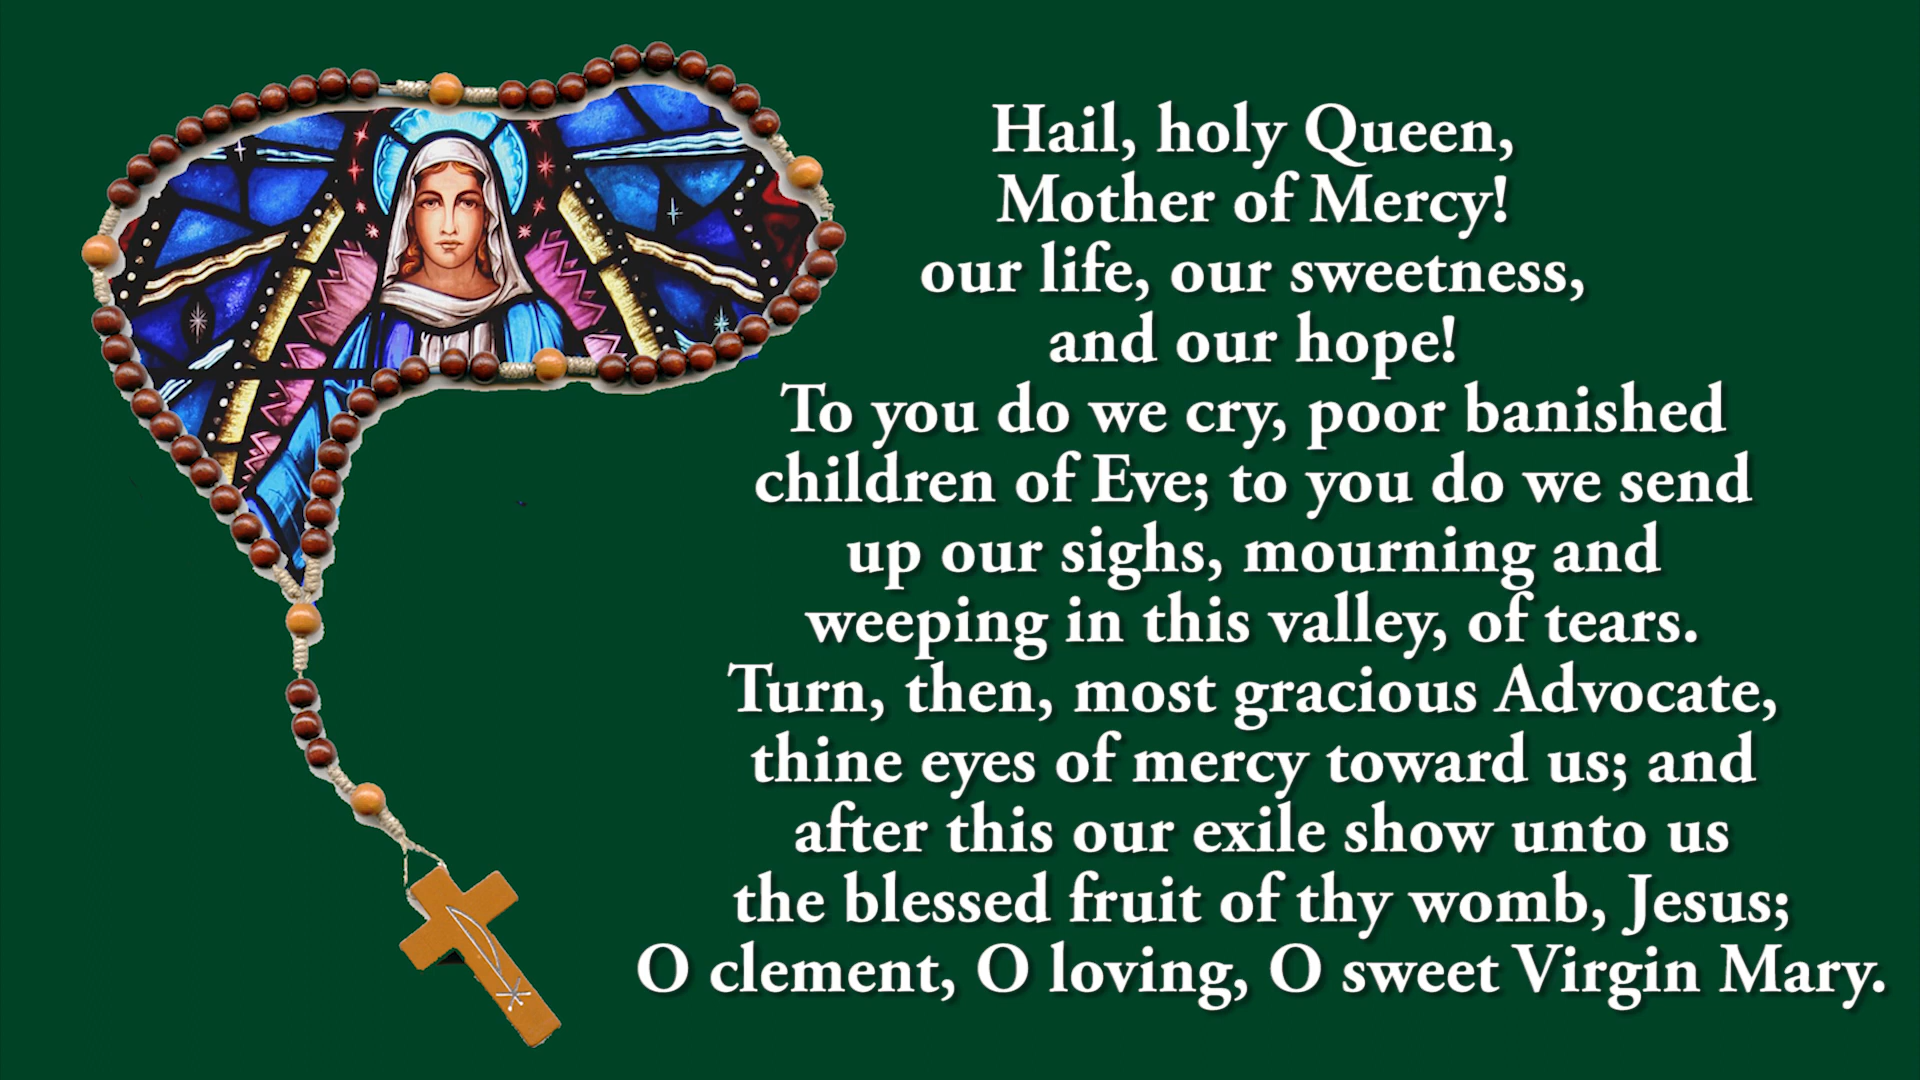 Hail, holy Queen,
Mother of Mercy!
our life, our sweetness,
and our hope!
To you do we cry, poor banished
children of Eve; to you do we send
up our sighs, mourning and
weeping in this valley, of tears.
Turn, then, most gracious Advocate,
thine eyes of mercy toward us; and
after this our exile show unto us
the blessed fruit of thy womb, Jesus;
O clement, O loving, O sweet Virgin Mary.